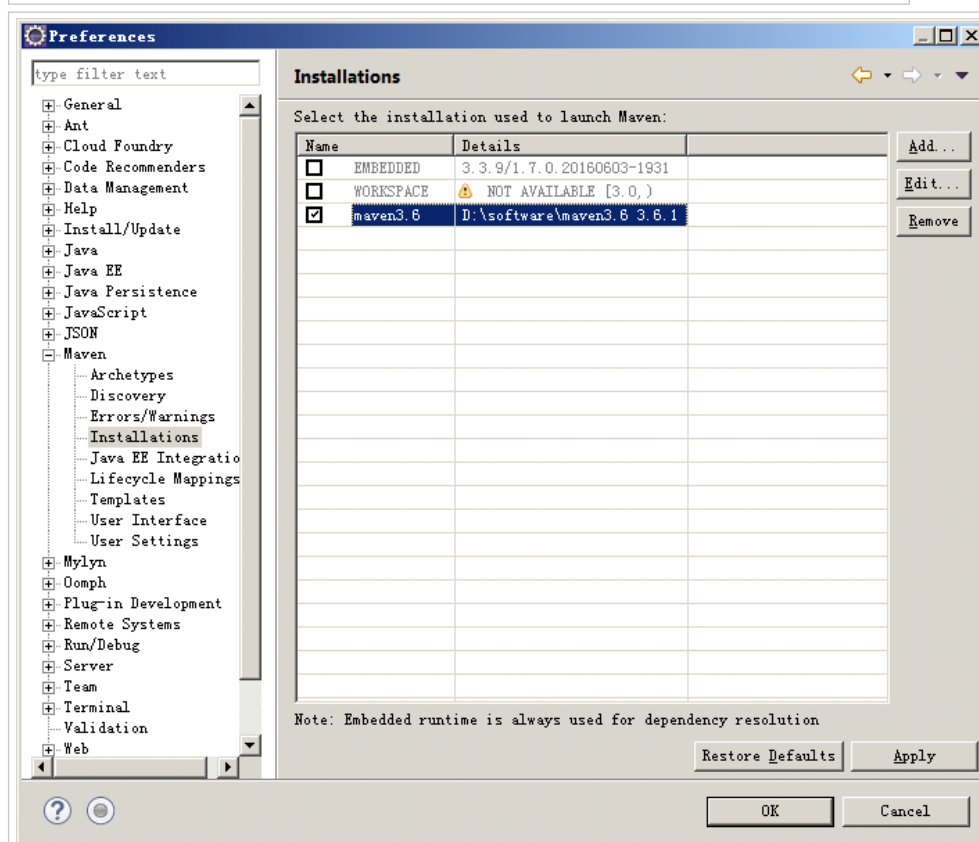 Preferences
type filter text
General
Ant
Cloud Foundry
Code Recommenders
Data Management
Help
Install/Update
Java
Java EE
Java Persistence
JavaScript
JSON
Maven
Archetypes
Discovery
Errors/Warnings
Installations
Java EE Integratio
Lifecycle Mappings
Templates
User Interface
User Settings
Mylyn
Oomph
Plug-in Development
Remote Systems
Run/Debug
Server
Team
Terminal
Validation
Web
Installations
Select the installation used to launch Maven:
Name Details
EMBEDDED 3.3.9/1.7.0.20160603-1931
WORKSPACE NOT AVAILABLE [3.0,)
maven3.6 D:\software\maven3.6 3.6.1
Add...
Edit...
Remove
Note: Embedded runtime is always used for dependency resolution
Restore Defaults Apply
OK Cancel